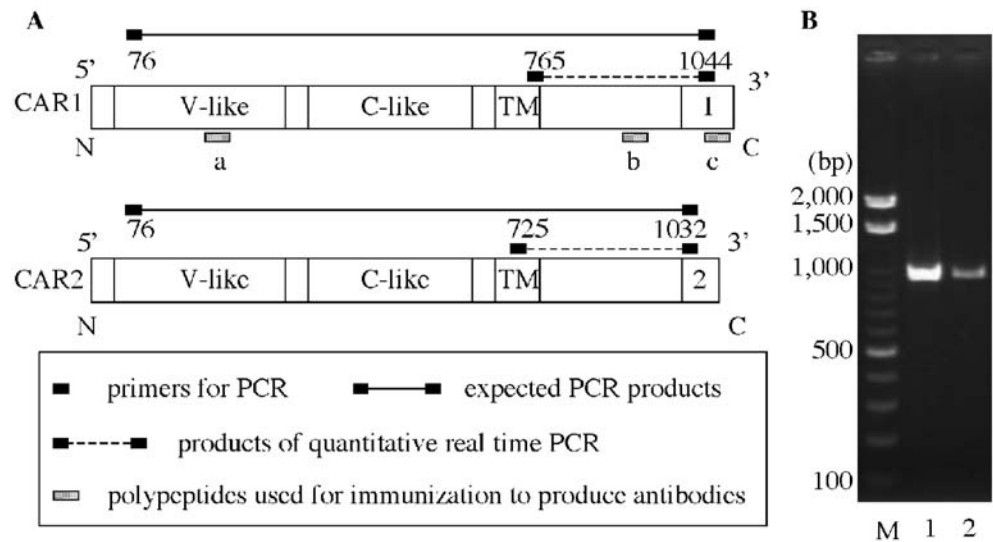 A
76
765
1044
5'
3'
CAR1
V-like
C-like
TM
1
N
a
b
c
C
76
725
1032
5'
3'
CAR2
V-like
C-like
TM
2
N
C
primers for PCR
expected PCR products
products of quantitative real time PCR
polypeptides used for immunization to produce antibodies
B
(bp)
2,000
1,500
1,000
500
100
M 1 2